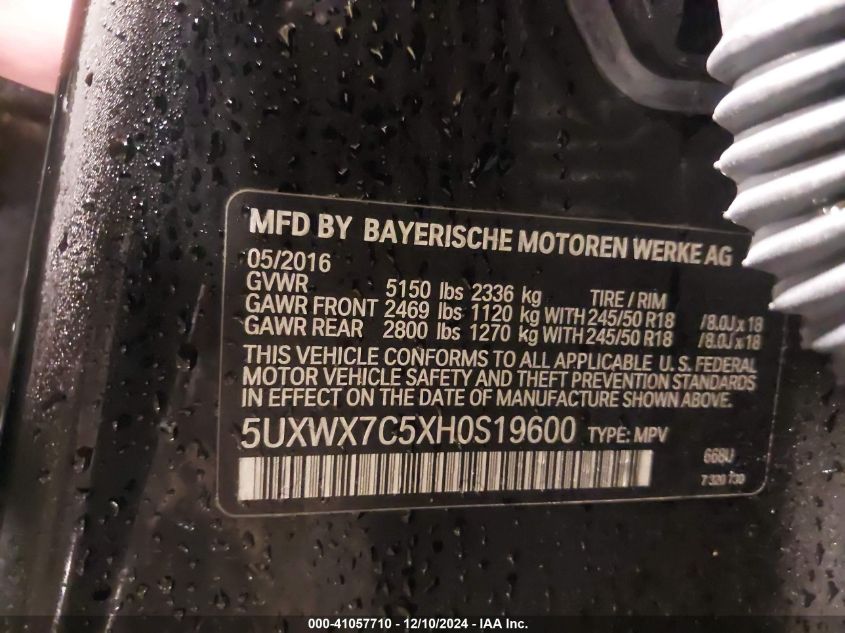 MFD BY BAYERISCHE MOTOREN WERKE AG
05/2016
GVWR 5150 lbs 2336 kg TIRE / RIM
GAWR FRONT 2469 lbs 1120 kg WITH 245/50 R18 /8.0J x 18
GAWR REAR 2800 lbs 1270 kg WITH 245/50 R18 /8.0J x 18
THIS VEHICLE CONFORMS TO ALL APPLICABLE U.S. FEDERAL
MOTOR VEHICLE SAFETY AND THEFT PREVENTION STANDARDS
IN EFFECT ON THE DATE OF MANUFACTURE SHOWN ABOVE.
5UXWX7C5XH0S19600 TYPE: MPV
668U
7 320 730
000-41057710 - 12/10/2024 - IAA Inc.